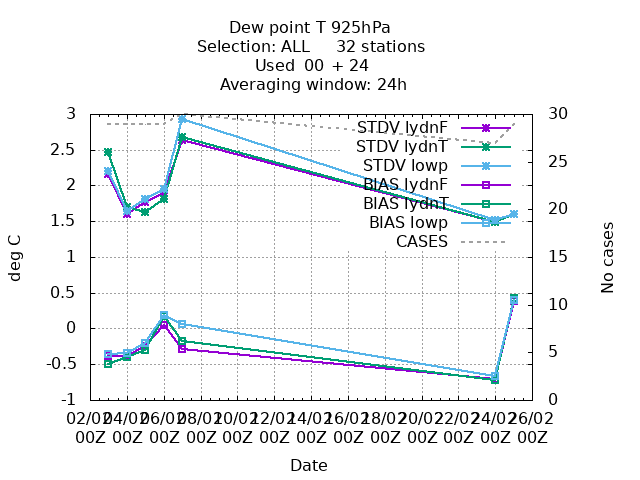 Dew point T 925hPa
Selection: ALL 32 stations
Used 00 + 24
Averaging window: 24h
3 30
STDV lydnF
STDV lydnT
2.5 25
STDV lowp
2 BIAS lydnF
BIAS lydnT 20
1.5 BIAS lowp
CASES
deg C
1 15
No cases
0.5
0 10
-0.5 5
-1 0
02/02 04/02 06/02 08/02 10/02 12/02 14/02 16/02 18/02 20/02 22/02 24/02 26/02
00Z 00Z 00Z 00Z 00Z 00Z 00Z 00Z 00Z 00Z 00Z 00Z 00Z
Date